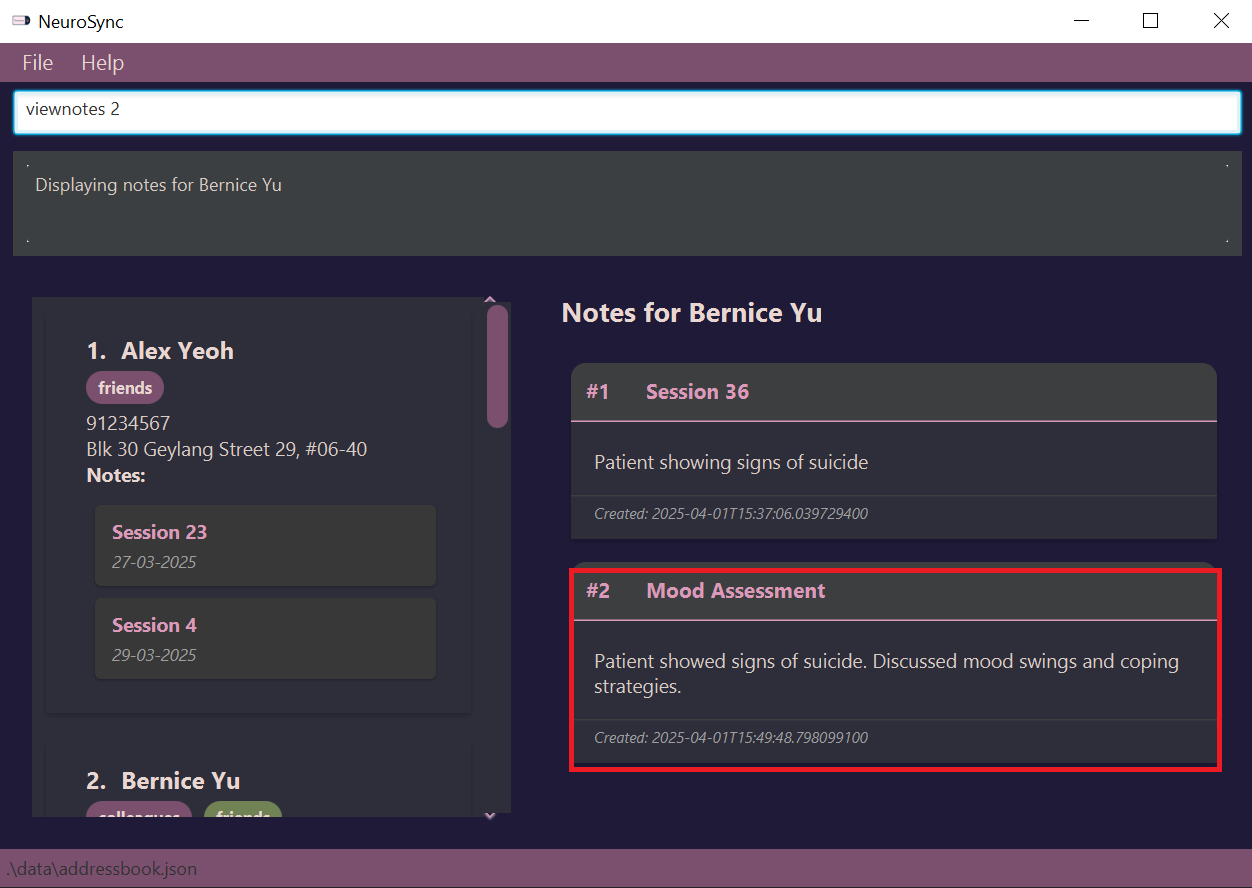 NeuroSync
File Help
viewnotes 2
Displaying notes for Bernice Yu
1. Alex Yeoh
friends
91234567
Blk 30 Geylang Street 29, #06-40
Notes:
Session 23
27-03-2025
Session 4
29-03-2025
2. Bernice Yu
colleagues friends
Notes for Bernice Yu
#1 Session 36
Patient showing signs of suicide
Created: 2025-04-01T15:37:06.039729400
#2 Mood Assessment
Patient showed signs of suicide. Discussed mood swings and coping
strategies.
Created: 2025-04-01T15:49:48.798099100
.\data\addressbook.json